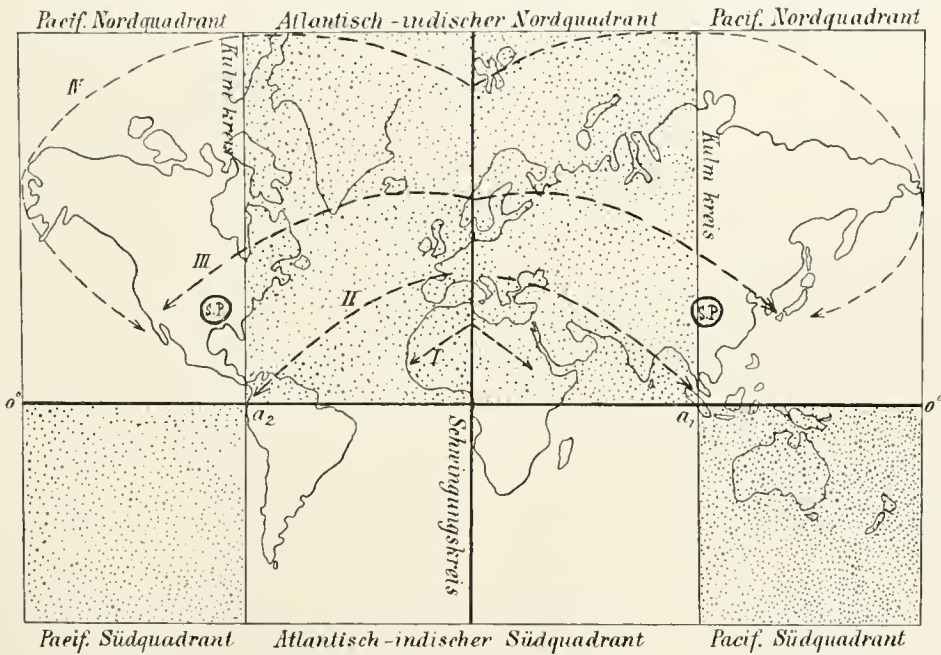 Pacif. Nordquadrant Atlantisch-indischer Nordquadrant Pacif. Nordquadrant
IV
Kulm kreis
Kulm kreis
III
II
S.P.
S.P.
I
0° 0°
a2 a1
Schwingungskreis
Pacif. Südquadrant Atlantisch-indischer Südquadrant Pacif. Südquadrant